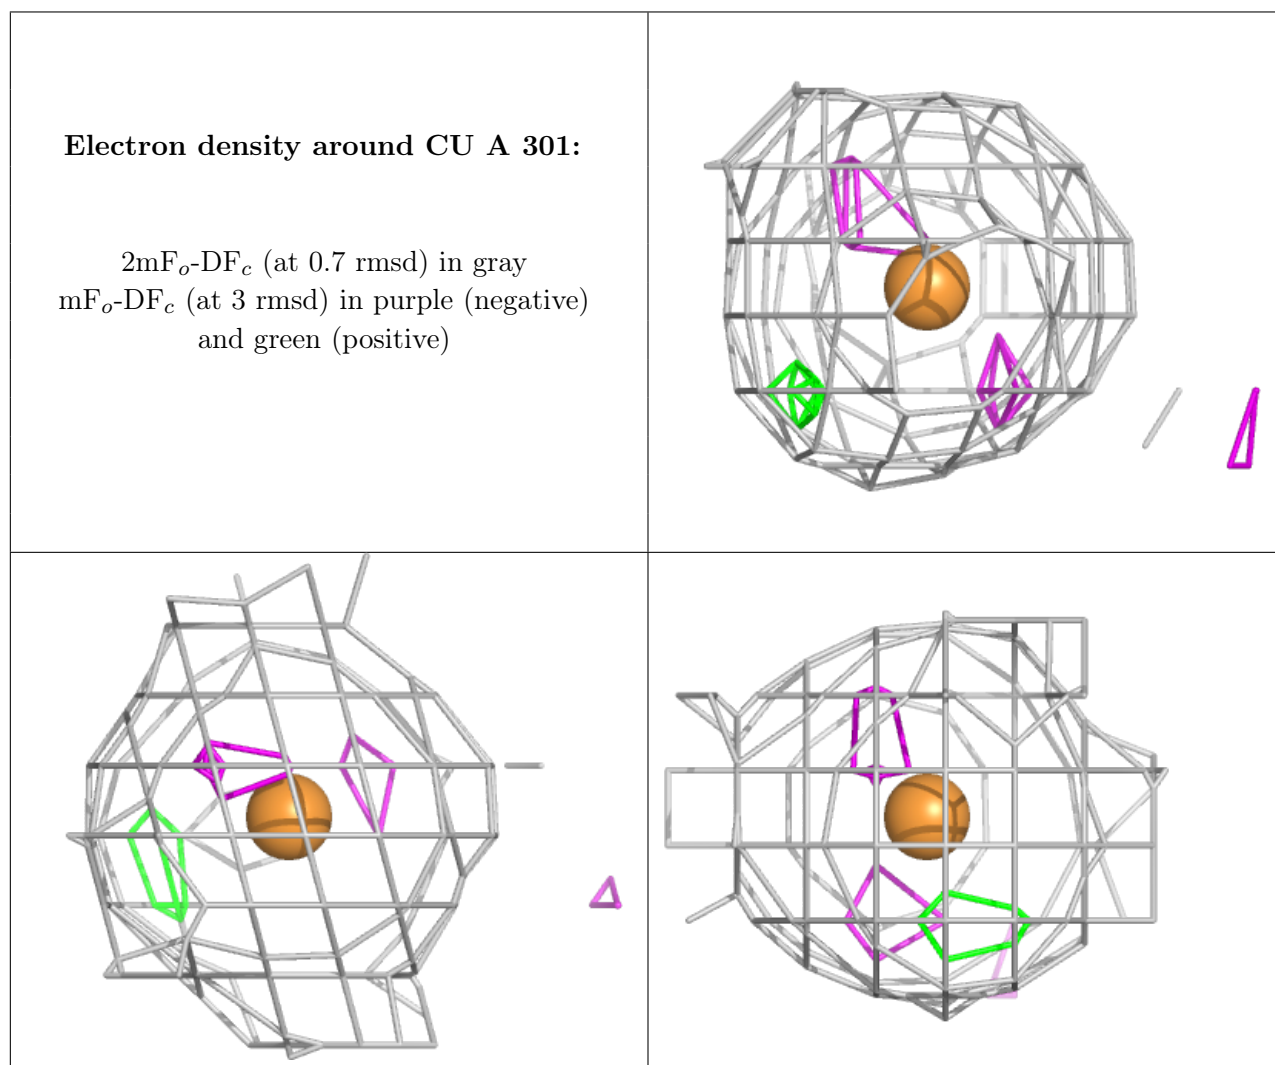 Electron density around CU A 301:
2mFₒ-DF𝒸 (at 0.7 rmsd) in gray
mFₒ-DF𝒸 (at 3 rmsd) in purple (negative)
and green (positive)